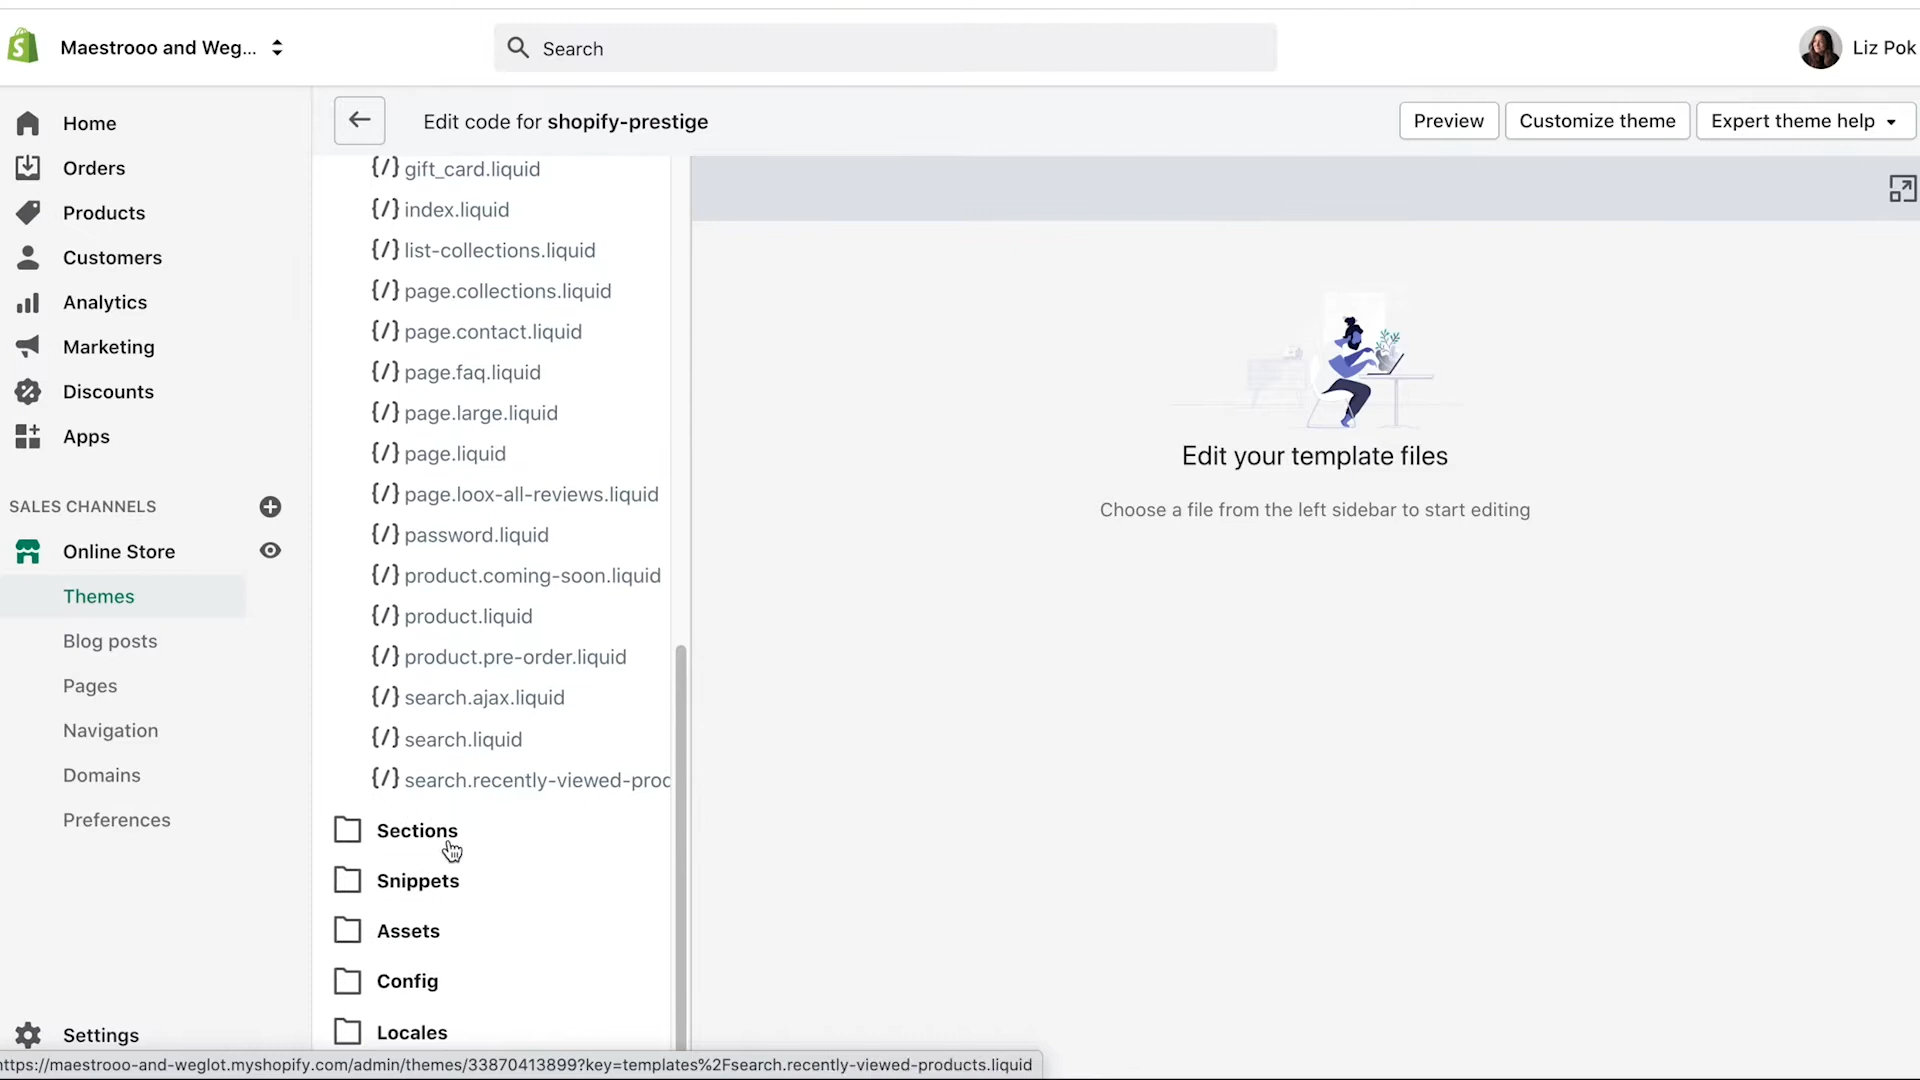 Maestrooo and Weg...
Search
Liz Pok
Home
Orders
Products
Customers
Analytics
Marketing
Discounts
Apps
SALES CHANNELS
Online Store
Themes
Blog posts
Pages
Navigation
Domains
Preferences
Settings
Edit code for shopify-prestige
Preview
Customize theme
Expert theme help
{/} gift_card.liquid
{/} index.liquid
{/} list-collections.liquid
{/} page.collections.liquid
{/} page.contact.liquid
{/} page.faq.liquid
{/} page.large.liquid
{/} page.liquid
{/} page.loox-all-reviews.liquid
{/} password.liquid
{/} product.coming-soon.liquid
{/} product.liquid
{/} product.pre-order.liquid
{/} search.ajax.liquid
{/} search.liquid
{/} search.recently-viewed-proc
Sections
Snippets
Assets
Config
Locales
Edit your template files
Choose a file from the left sidebar to start editing
https://maestrooo-and-weglot.myshopify.com/admin/themes/33870413899?key=templates%2Fsearch.recently-viewed-products.liquid